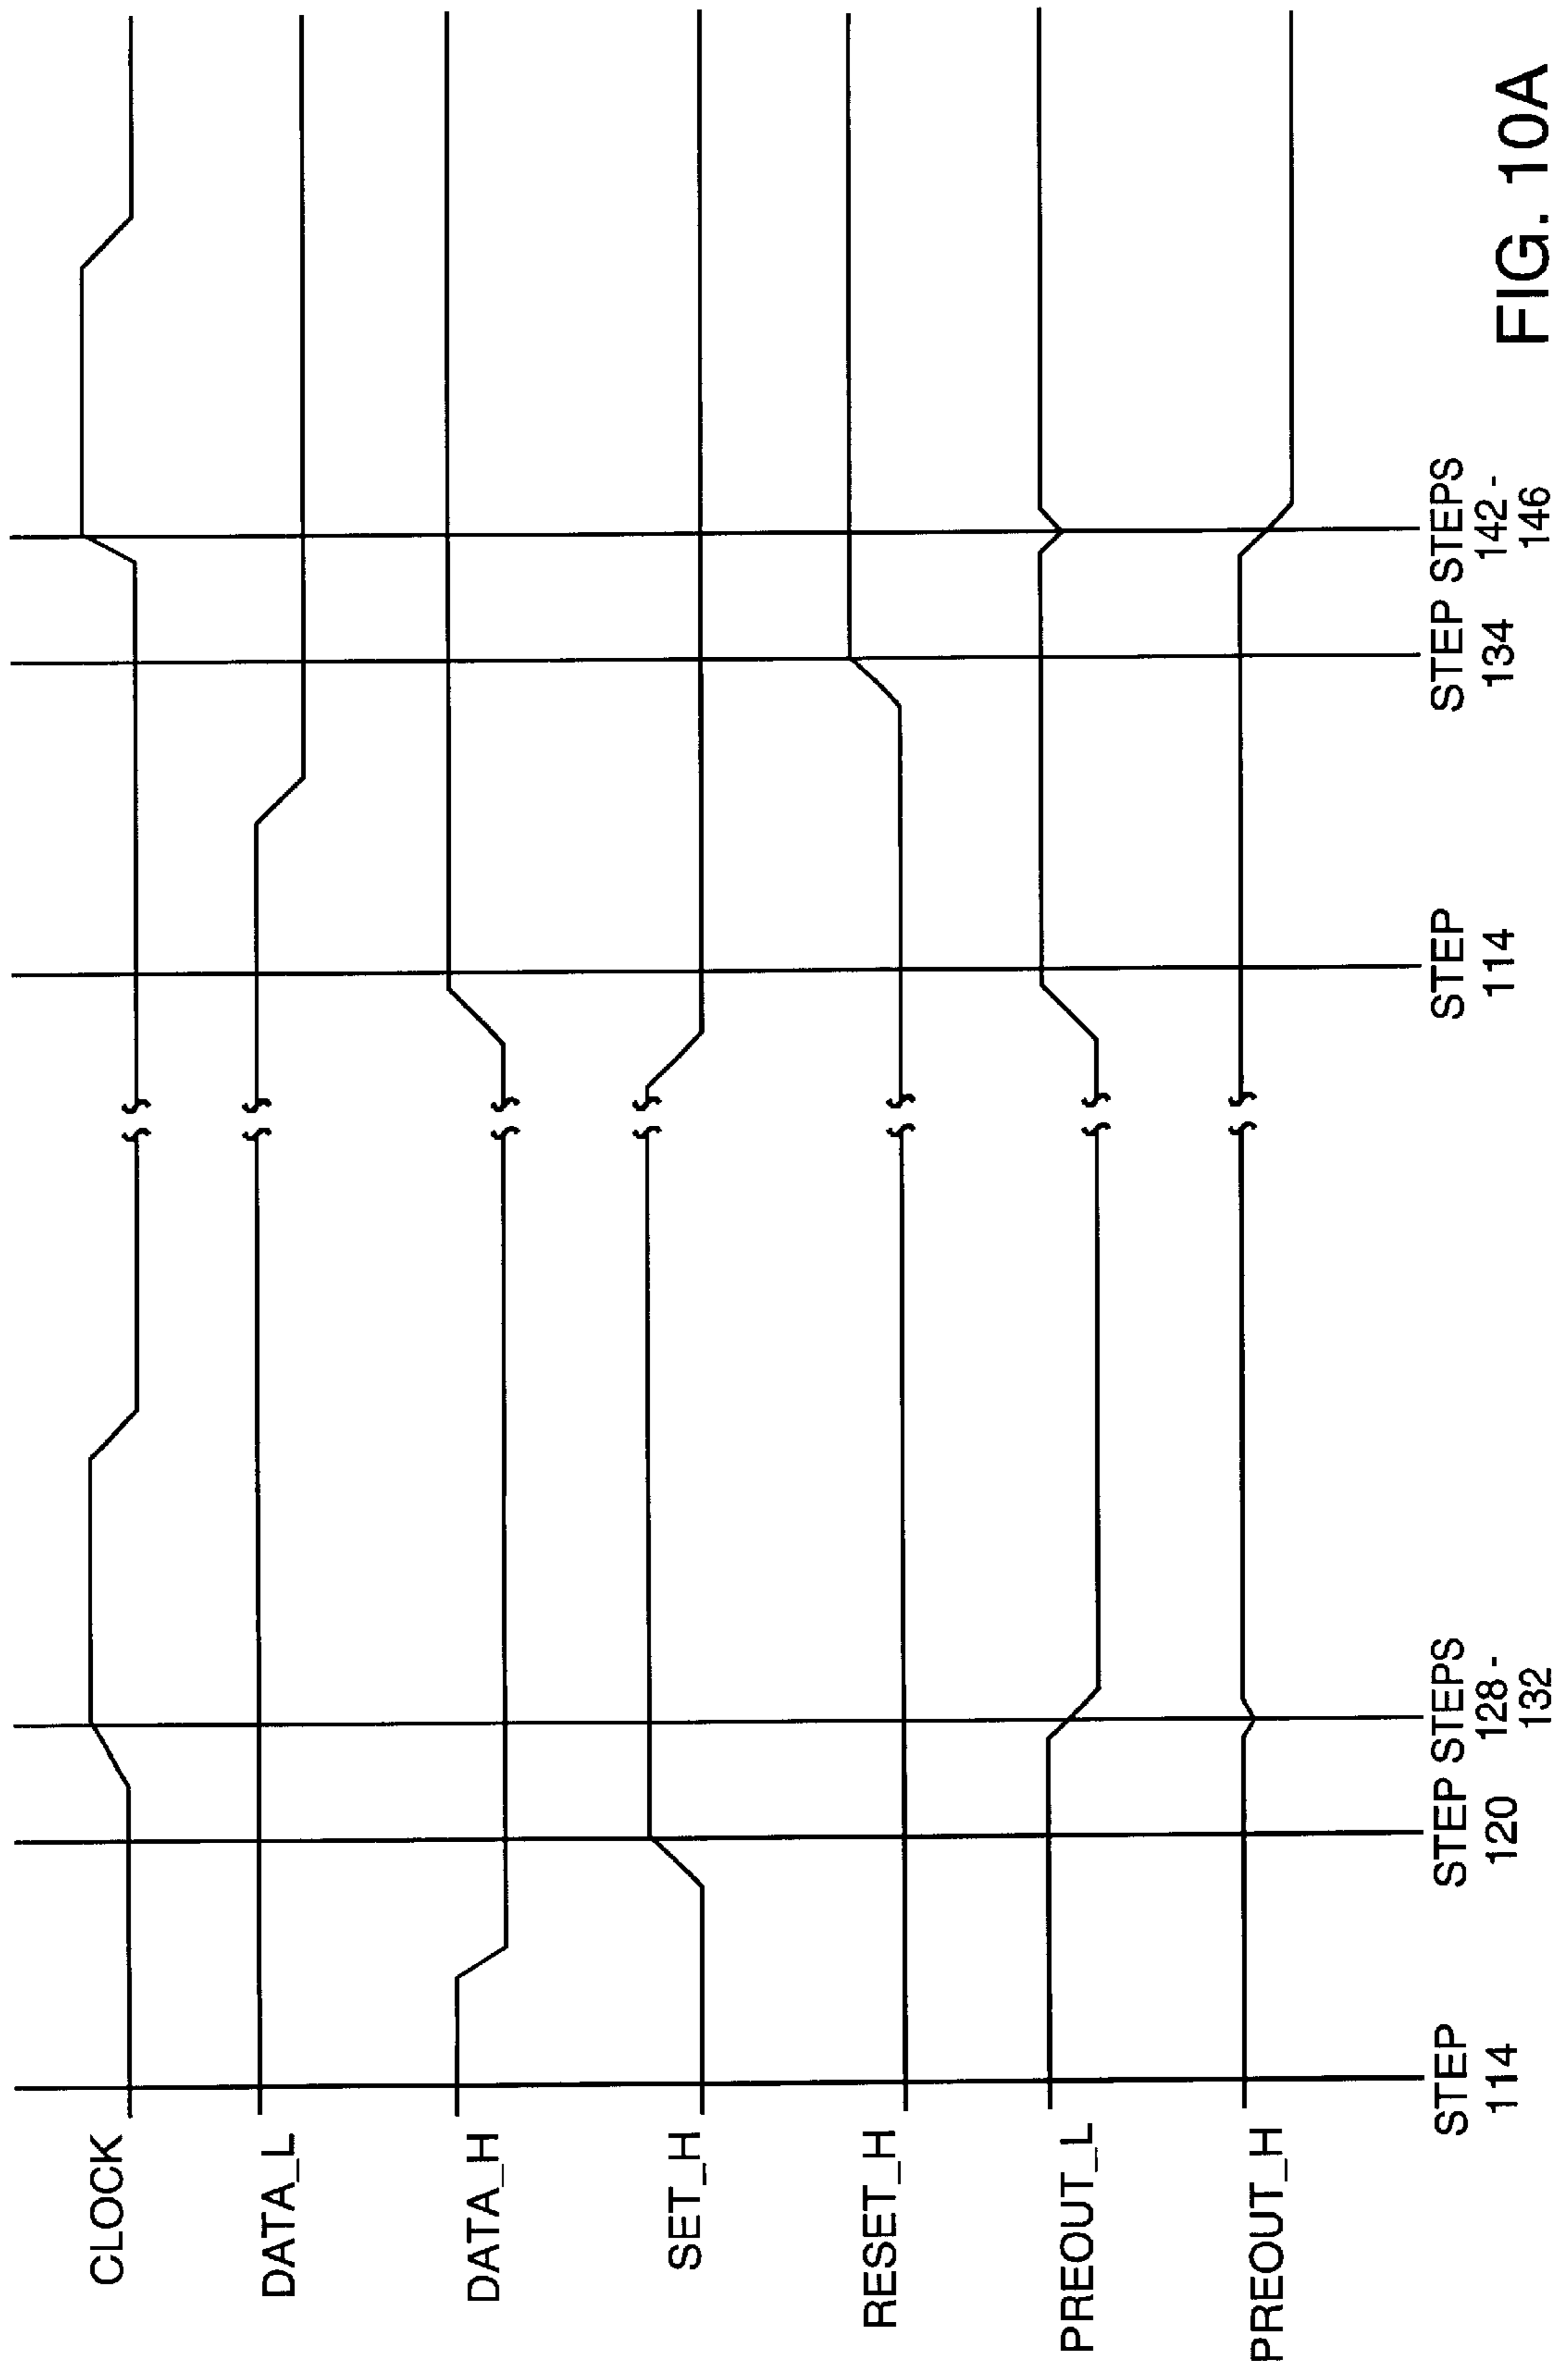 CLOCK
DATA_L
DATA_H
SET_H
RESET_H
PREOUT_L
PREOUT_H
STEP
114
STEP
120
STEPS
128 -
132
STEP
114
STEP
134
STEPS
142 -
146
FIG. 10A